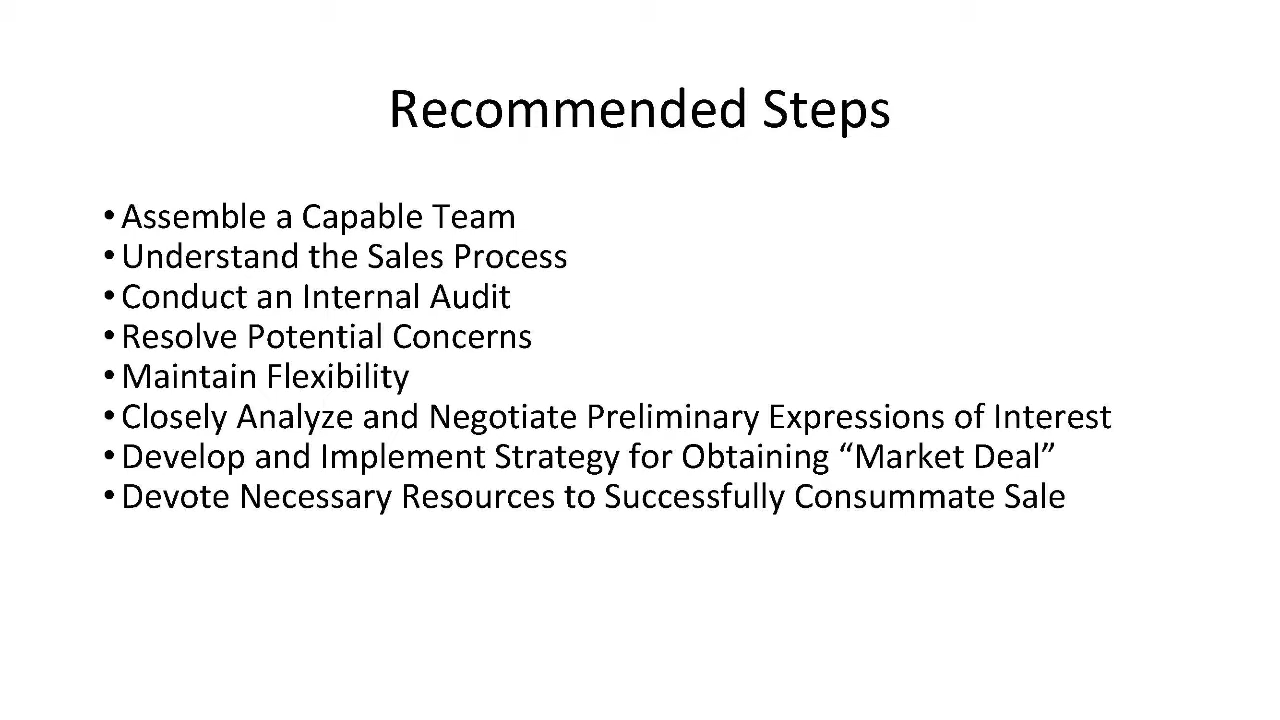 Recommended Steps
• Assemble a Capable Team
• Understand the Sales Process
• Conduct an Internal Audit
• Resolve Potential Concerns
• Maintain Flexibility
• Closely Analyze and Negotiate Preliminary Expressions of Interest
• Develop and Implement Strategy for Obtaining “Market Deal”
• Devote Necessary Resources to Successfully Consummate Sale